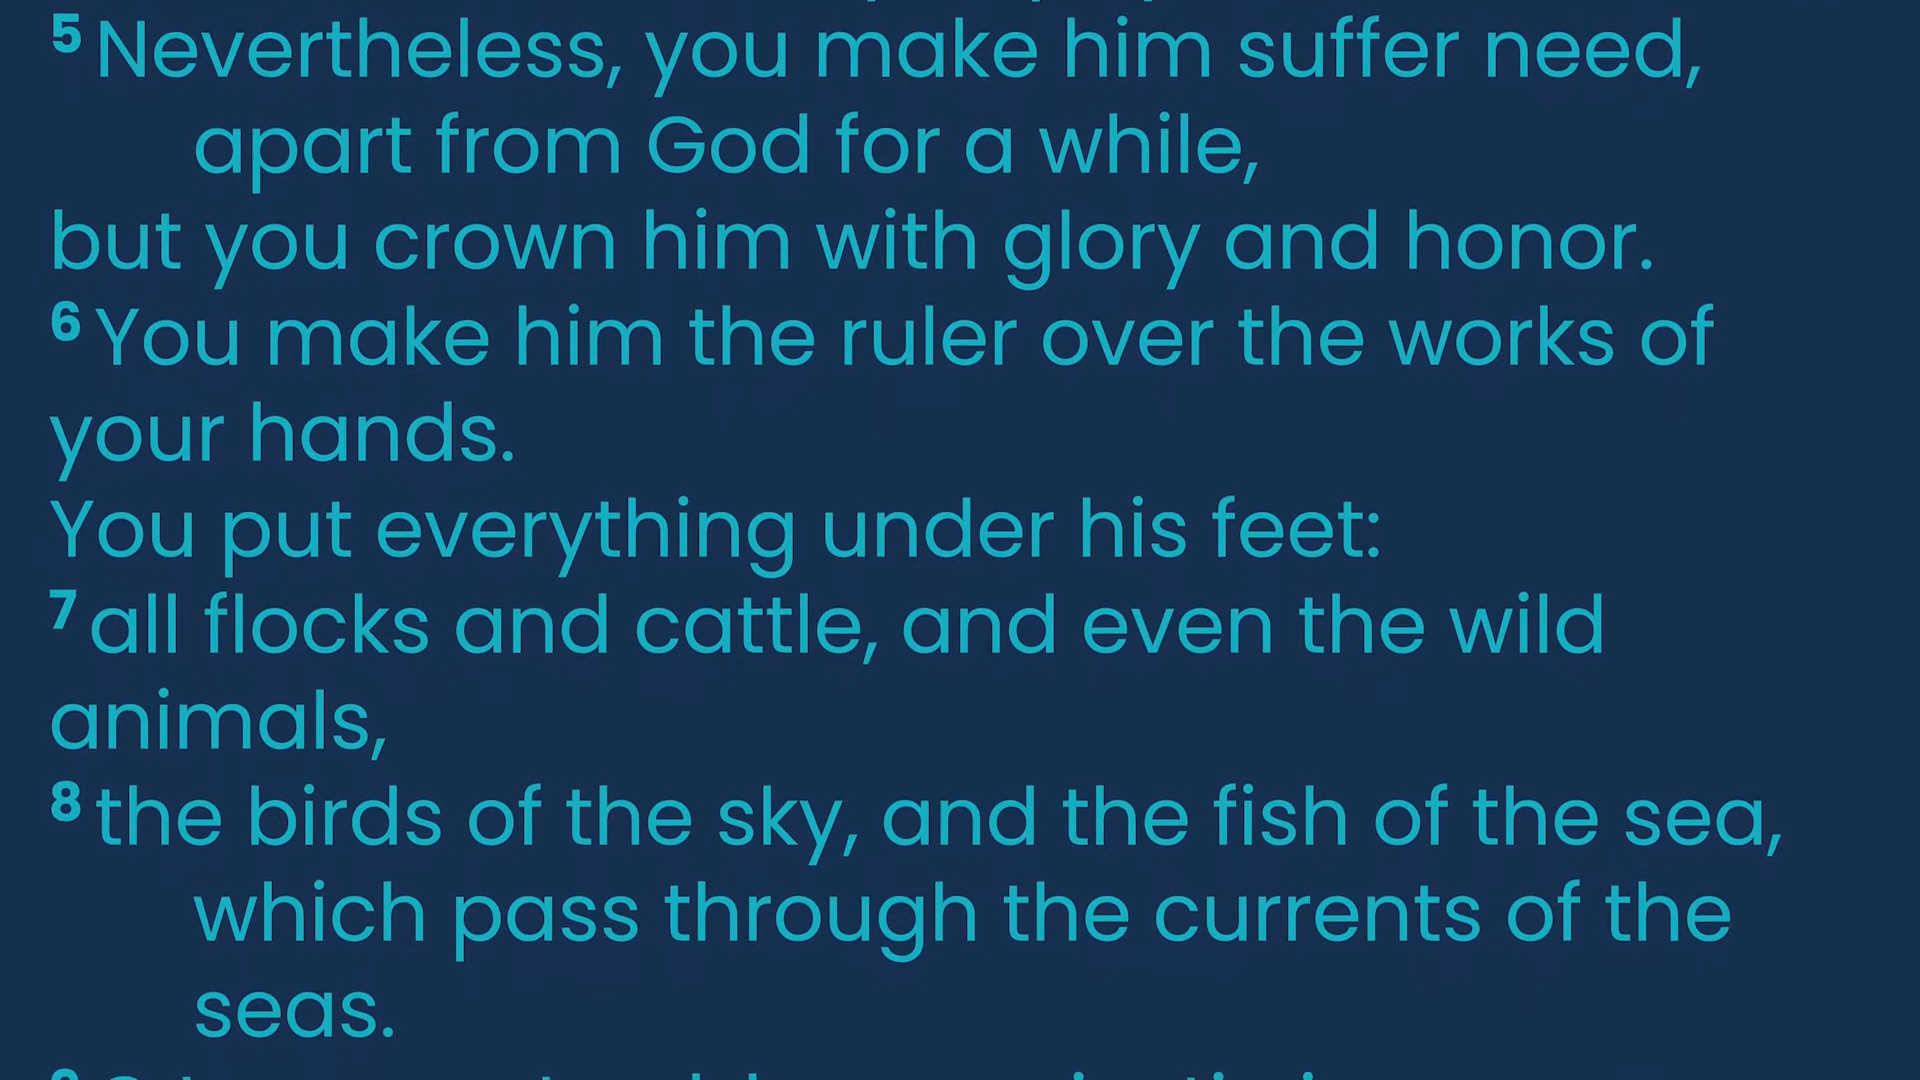 5 Nevertheless, you make him suffer need,
apart from God for a while,
but you crown him with glory and honor.
6 You make him the ruler over the works of
your hands.
You put everything under his feet:
7 all flocks and cattle, and even the wild
animals,
8 the birds of the sky, and the fish of the sea,
which pass through the currents of the
seas.